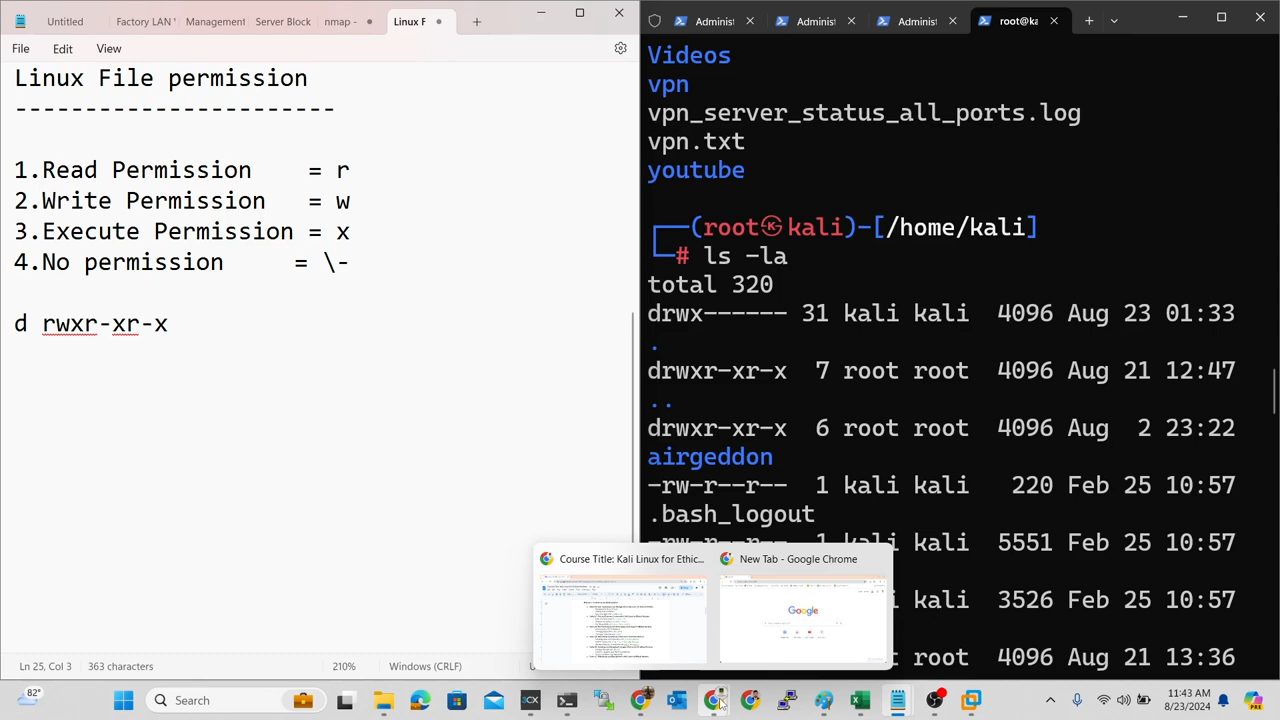 Untitled
Factory LAN
Management
Server Block
nmap -
Linux F
File
Edit
View
Linux File permission
-----------------------
1.Read Permission = r
2.Write Permission = w
3.Execute Permission = x
4.No permission = \-
d rwxr-xr-x
Ln 25, Col 3
363 characters
Windows (CRLF)
Administ
Administ
Administ
root@ka
Videos
vpn
vpn_server_status_all_ports.log
vpn.txt
youtube
(root㉿kali)-[/home/kali]
# ls -la
total 320
drwx------ 31 kali kali 4096 Aug 23 01:33
.
drwxr-xr-x 7 root root 4096 Aug 21 12:47
..
drwxr-xr-x 6 root root 4096 Aug 2 23:22
airgeddon
-rw-r--r-- 1 kali kali 220 Feb 25 10:57
.bash_logout
-rw-r--r-- 1 kali kali 5551 Feb 25 10:57
kali 3526 Feb 25 10:57
root 4096 Aug 21 13:36
Course Title: Kali Linux for Ethic...
New Tab - Google Chrome
Google
82°
Search
11:43 AM
8/23/2024